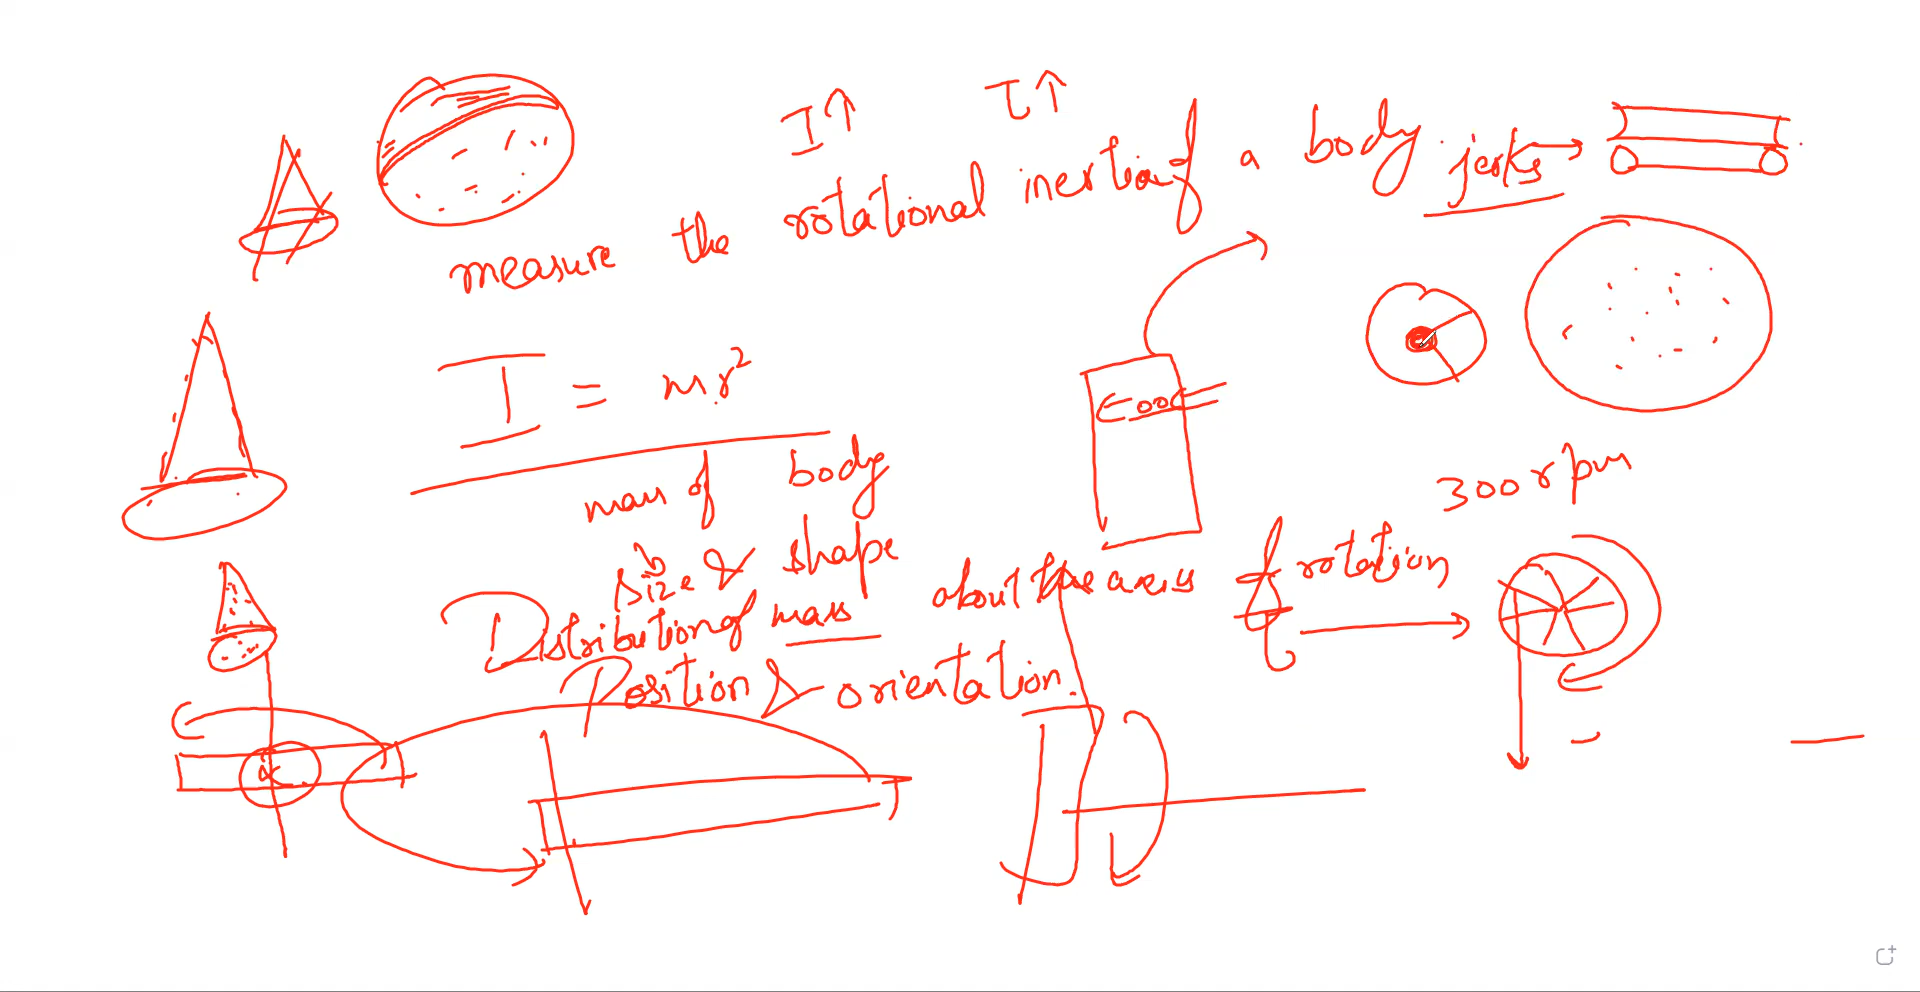 I↑ τ↑
measure the rotational inertia of a body. jerks →
I = mr²
mass of body
size & shape
Distribution of mass about the axis of rotation
Position & orientation.
300 rpm